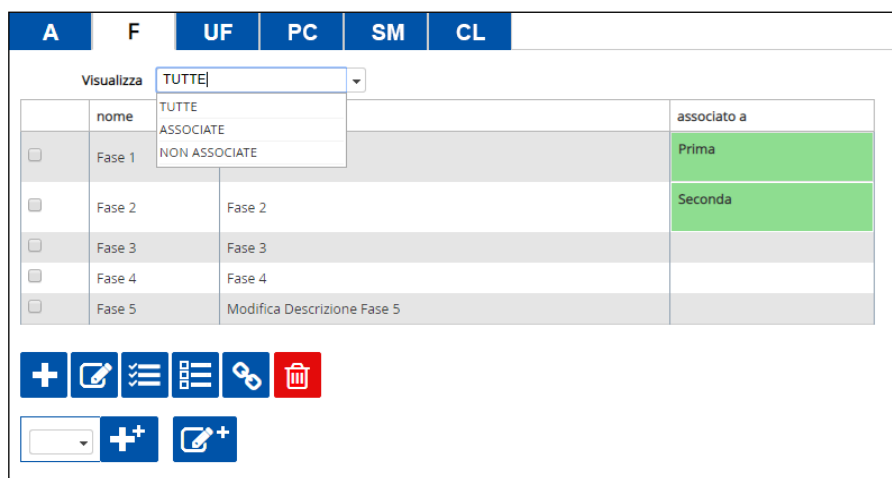 A F UF PC SM CL
Visualizza TUTTE
TUTTE
ASSOCIATE
NON ASSOCIATE
nome associato a
Fase 1 Prima
Fase 2 Fase 2 Seconda
Fase 3 Fase 3
Fase 4 Fase 4
Fase 5 Modifica Descrizione Fase 5